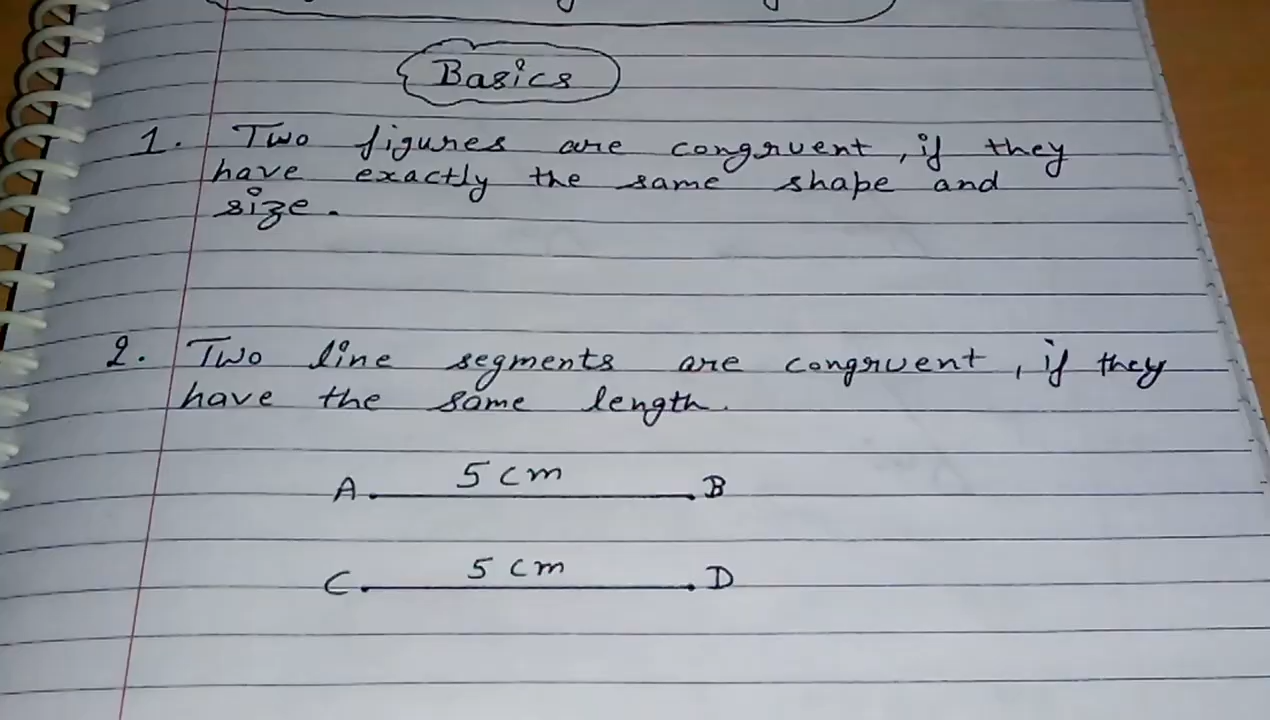 Basics
1. Two figures are congruent, if they
have exactly the same shape and
size.
2. Two line segments are congruent, if they
have the same length.
A 5 cm B
C 5 cm D